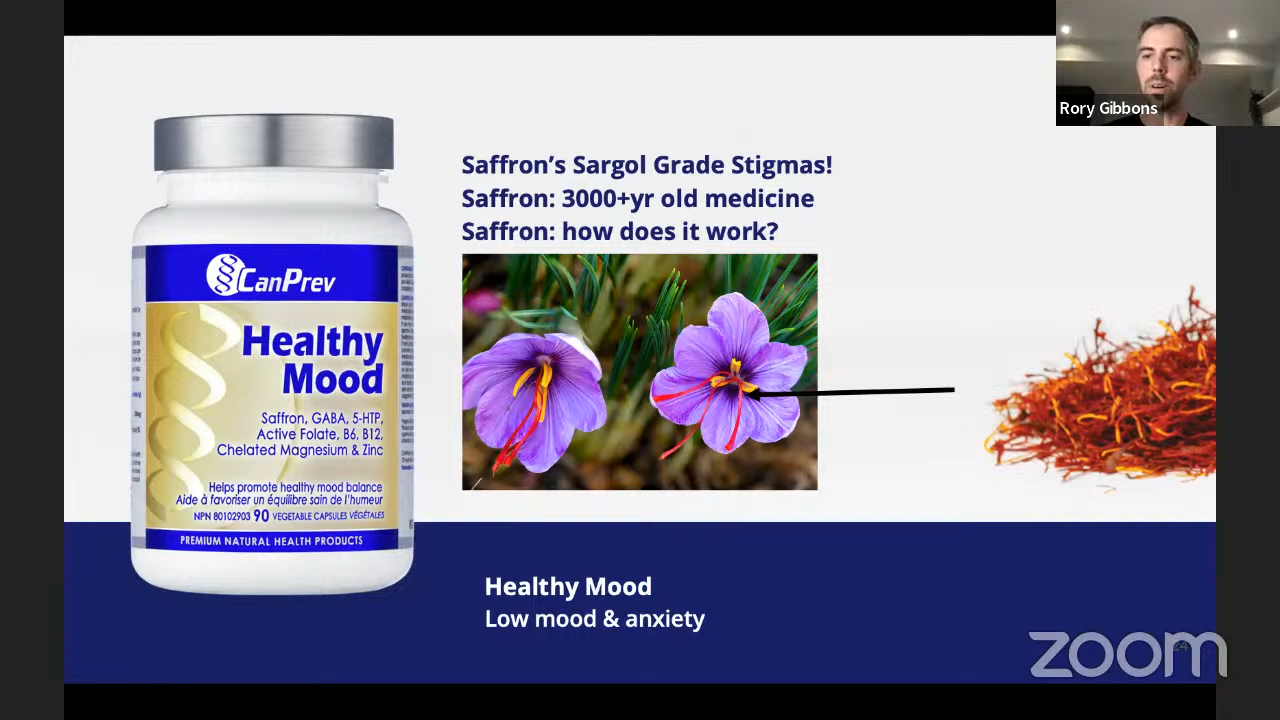 Rory Gibbons
Saffron's Sargol Grade Stigmas!
Saffron: 3000+yr old medicine
Saffron: how does it work?
CanPrev
Healthy
Mood
Saffron, GABA, 5-HTP,
Active Folate, B6, B12,
Chelated Magnesium & Zinc
Helps promote healthy mood balance
Aide à favoriser un équilibre sain de l'humeur
NPN 80102903 90 VEGETABLE CAPSULES VÉGÉTALES
PREMIUM NATURAL HEALTH PRODUCTS
Healthy Mood
Low mood & anxiety
24
zoom